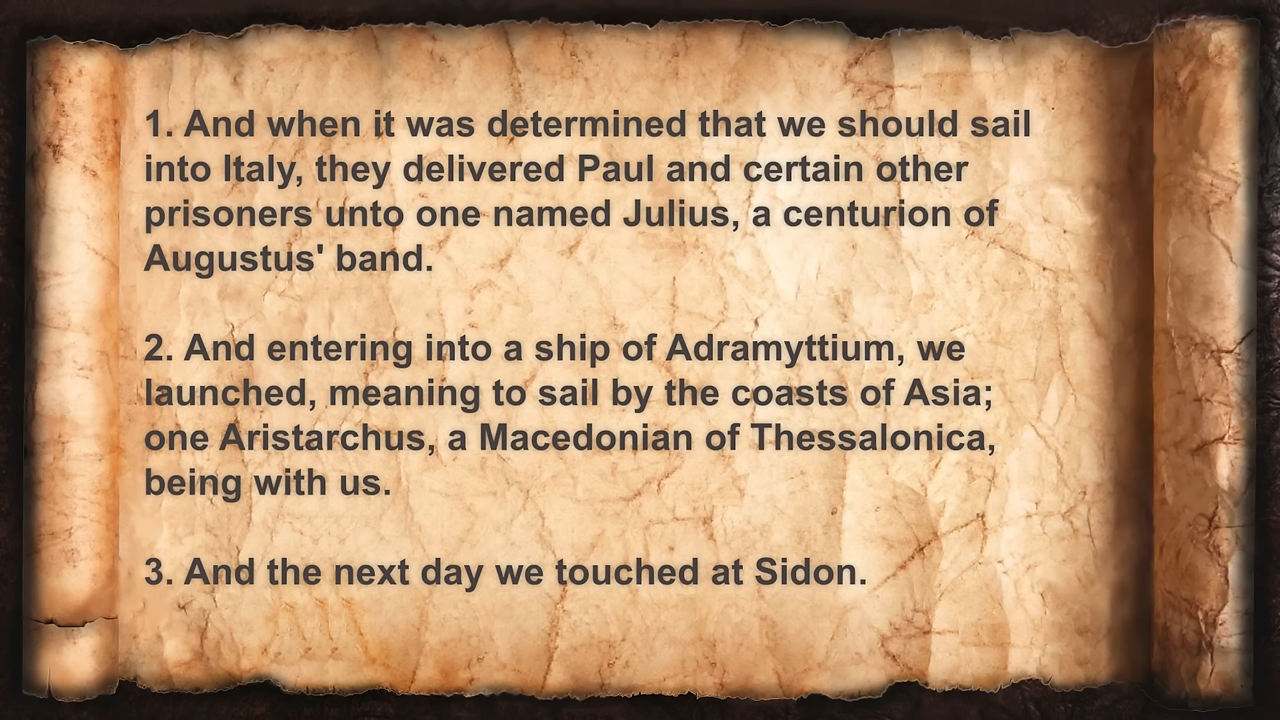 1. And when it was determined that we should sail
into Italy, they delivered Paul and certain other
prisoners unto one named Julius, a centurion of
Augustus' band.
2. And entering into a ship of Adramyttium, we
launched, meaning to sail by the coasts of Asia;
one Aristarchus, a Macedonian of Thessalonica,
being with us.
3. And the next day we touched at Sidon.